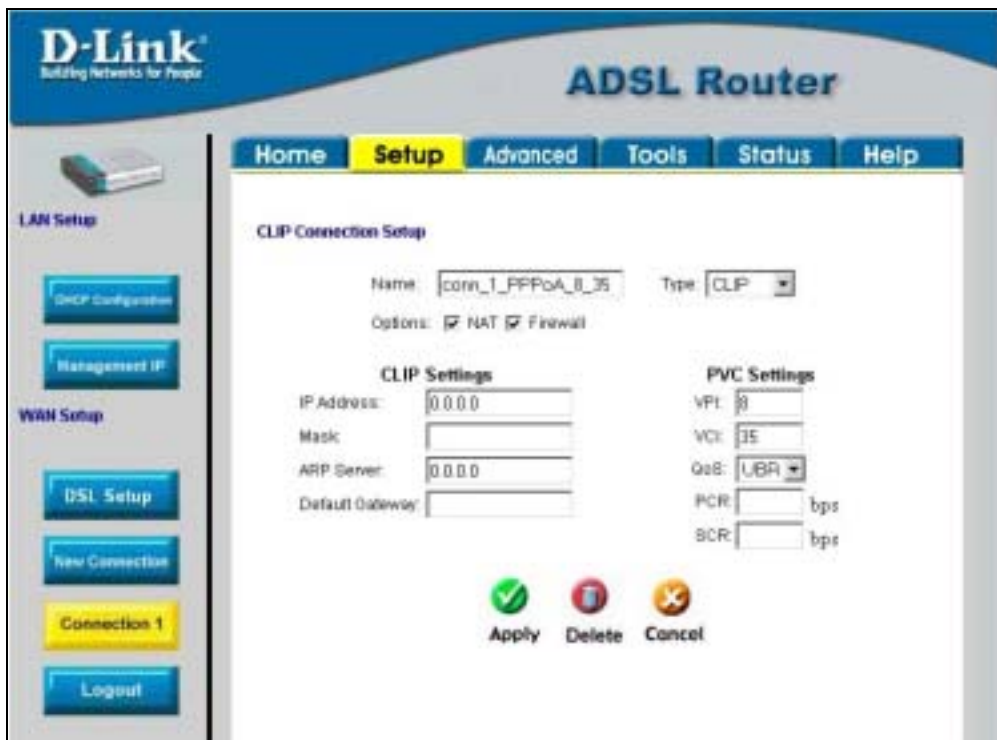 D-Link
Building Networks for People
ADSL Router
Home Setup Advanced Tools Status Help
LAN Setup
DHCP Configuration
Management IP
WAN Setup
DSL Setup
New Connection
Connection 1
Logout
CLIP Connection Setup
Name: conn_1_PPPoA_8_35 Type: CLIP
Options: NAT Firewall
CLIP Settings
IP Address: 0.0.0.0
Mask:
ARP Server: 0.0.0.0
Default Gateway:
PVC Settings
VPI: 8
VCI: 35
QoS: UBR
PCR: bps
SCR: bps
Apply Delete Cancel